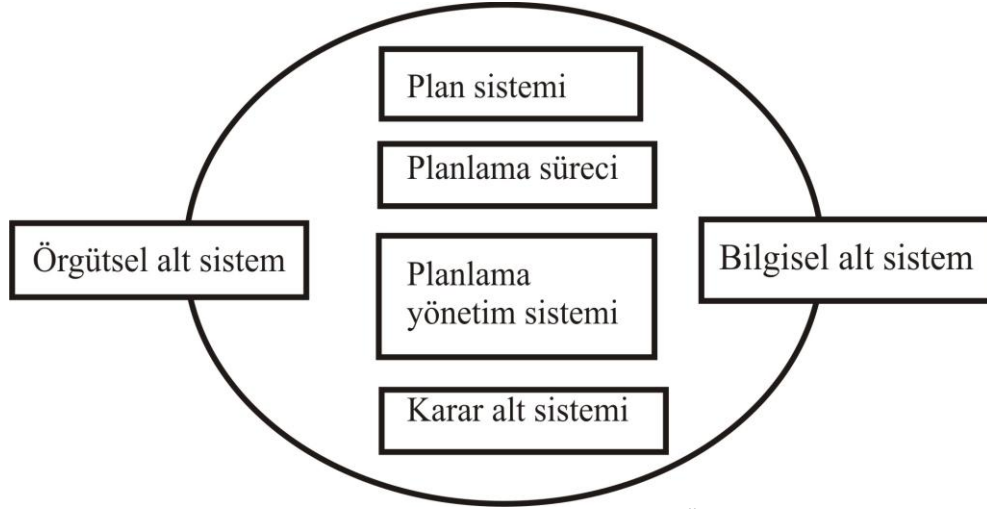 Plan sistemi
Planlama süreci
Örgütsel alt sistem
Planlama
yönetim sistemi
Bilgisel alt sistem
Karar alt sistemi